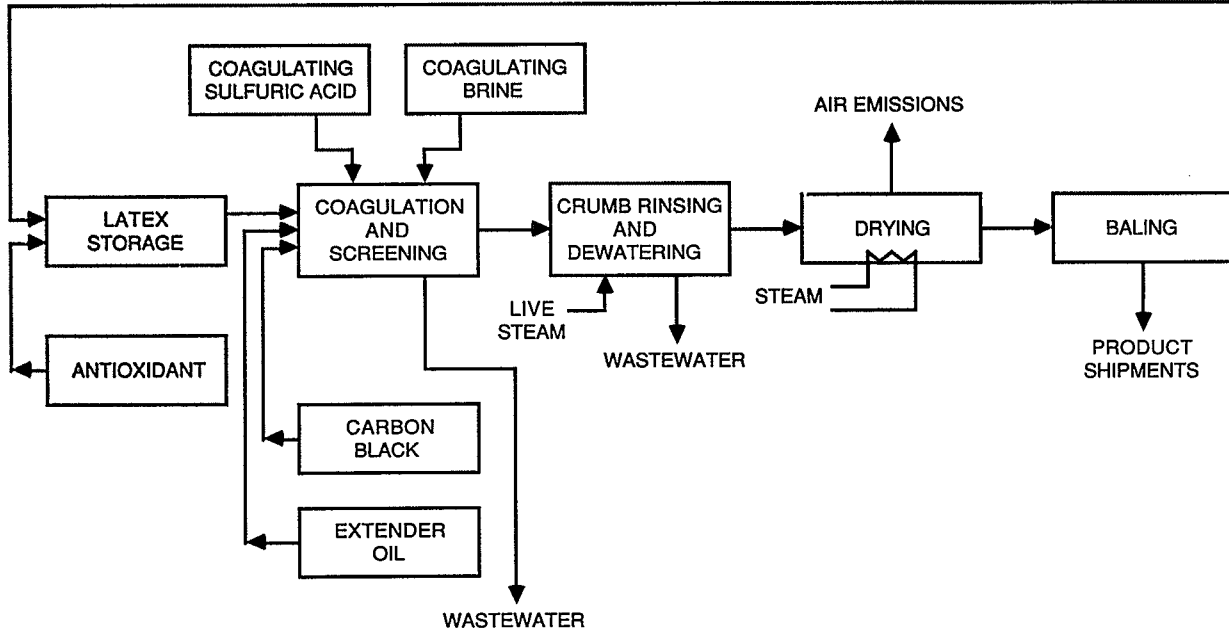 COAGULATING
SULFURIC ACID
COAGULATING
BRINE
AIR EMISSIONS
LATEX
STORAGE
COAGULATION
AND
SCREENING
CRUMB RINSING
AND
DEWATERING
DRYING
BALING
LIVE
STEAM
STEAM
WASTEWATER
PRODUCT
SHIPMENTS
ANTIOXIDANT
CARBON
BLACK
EXTENDER
OIL
WASTEWATER